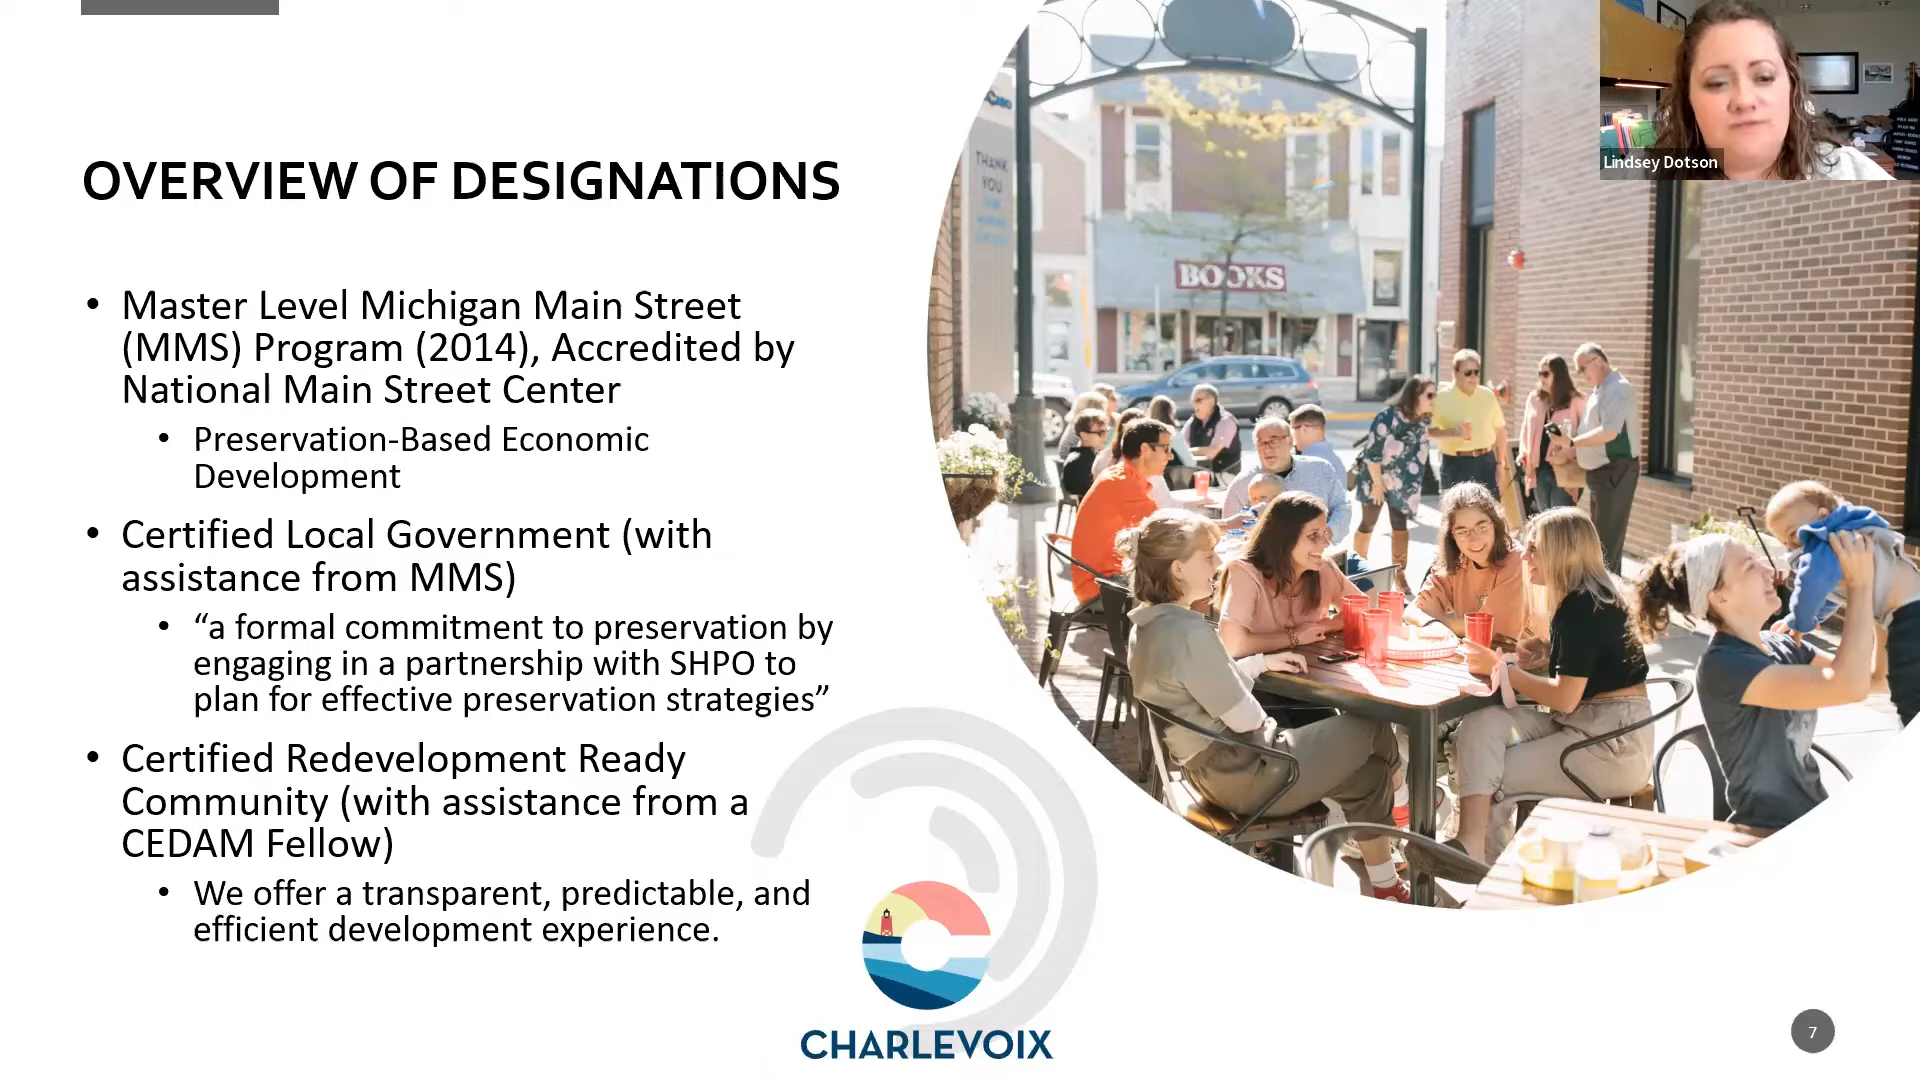 OVERVIEW OF DESIGNATIONS
• Master Level Michigan Main Street
(MMS) Program (2014), Accredited by
National Main Street Center
• Preservation-Based Economic
Development
• Certified Local Government (with
assistance from MMS)
• “a formal commitment to preservation by
engaging in a partnership with SHPO to
plan for effective preservation strategies”
• Certified Redevelopment Ready
Community (with assistance from a
CEDAM Fellow)
• We offer a transparent, predictable, and
efficient development experience.
CHARLEVOIX
THANK
YOU
BOOKS
Lindsey Dotson
7